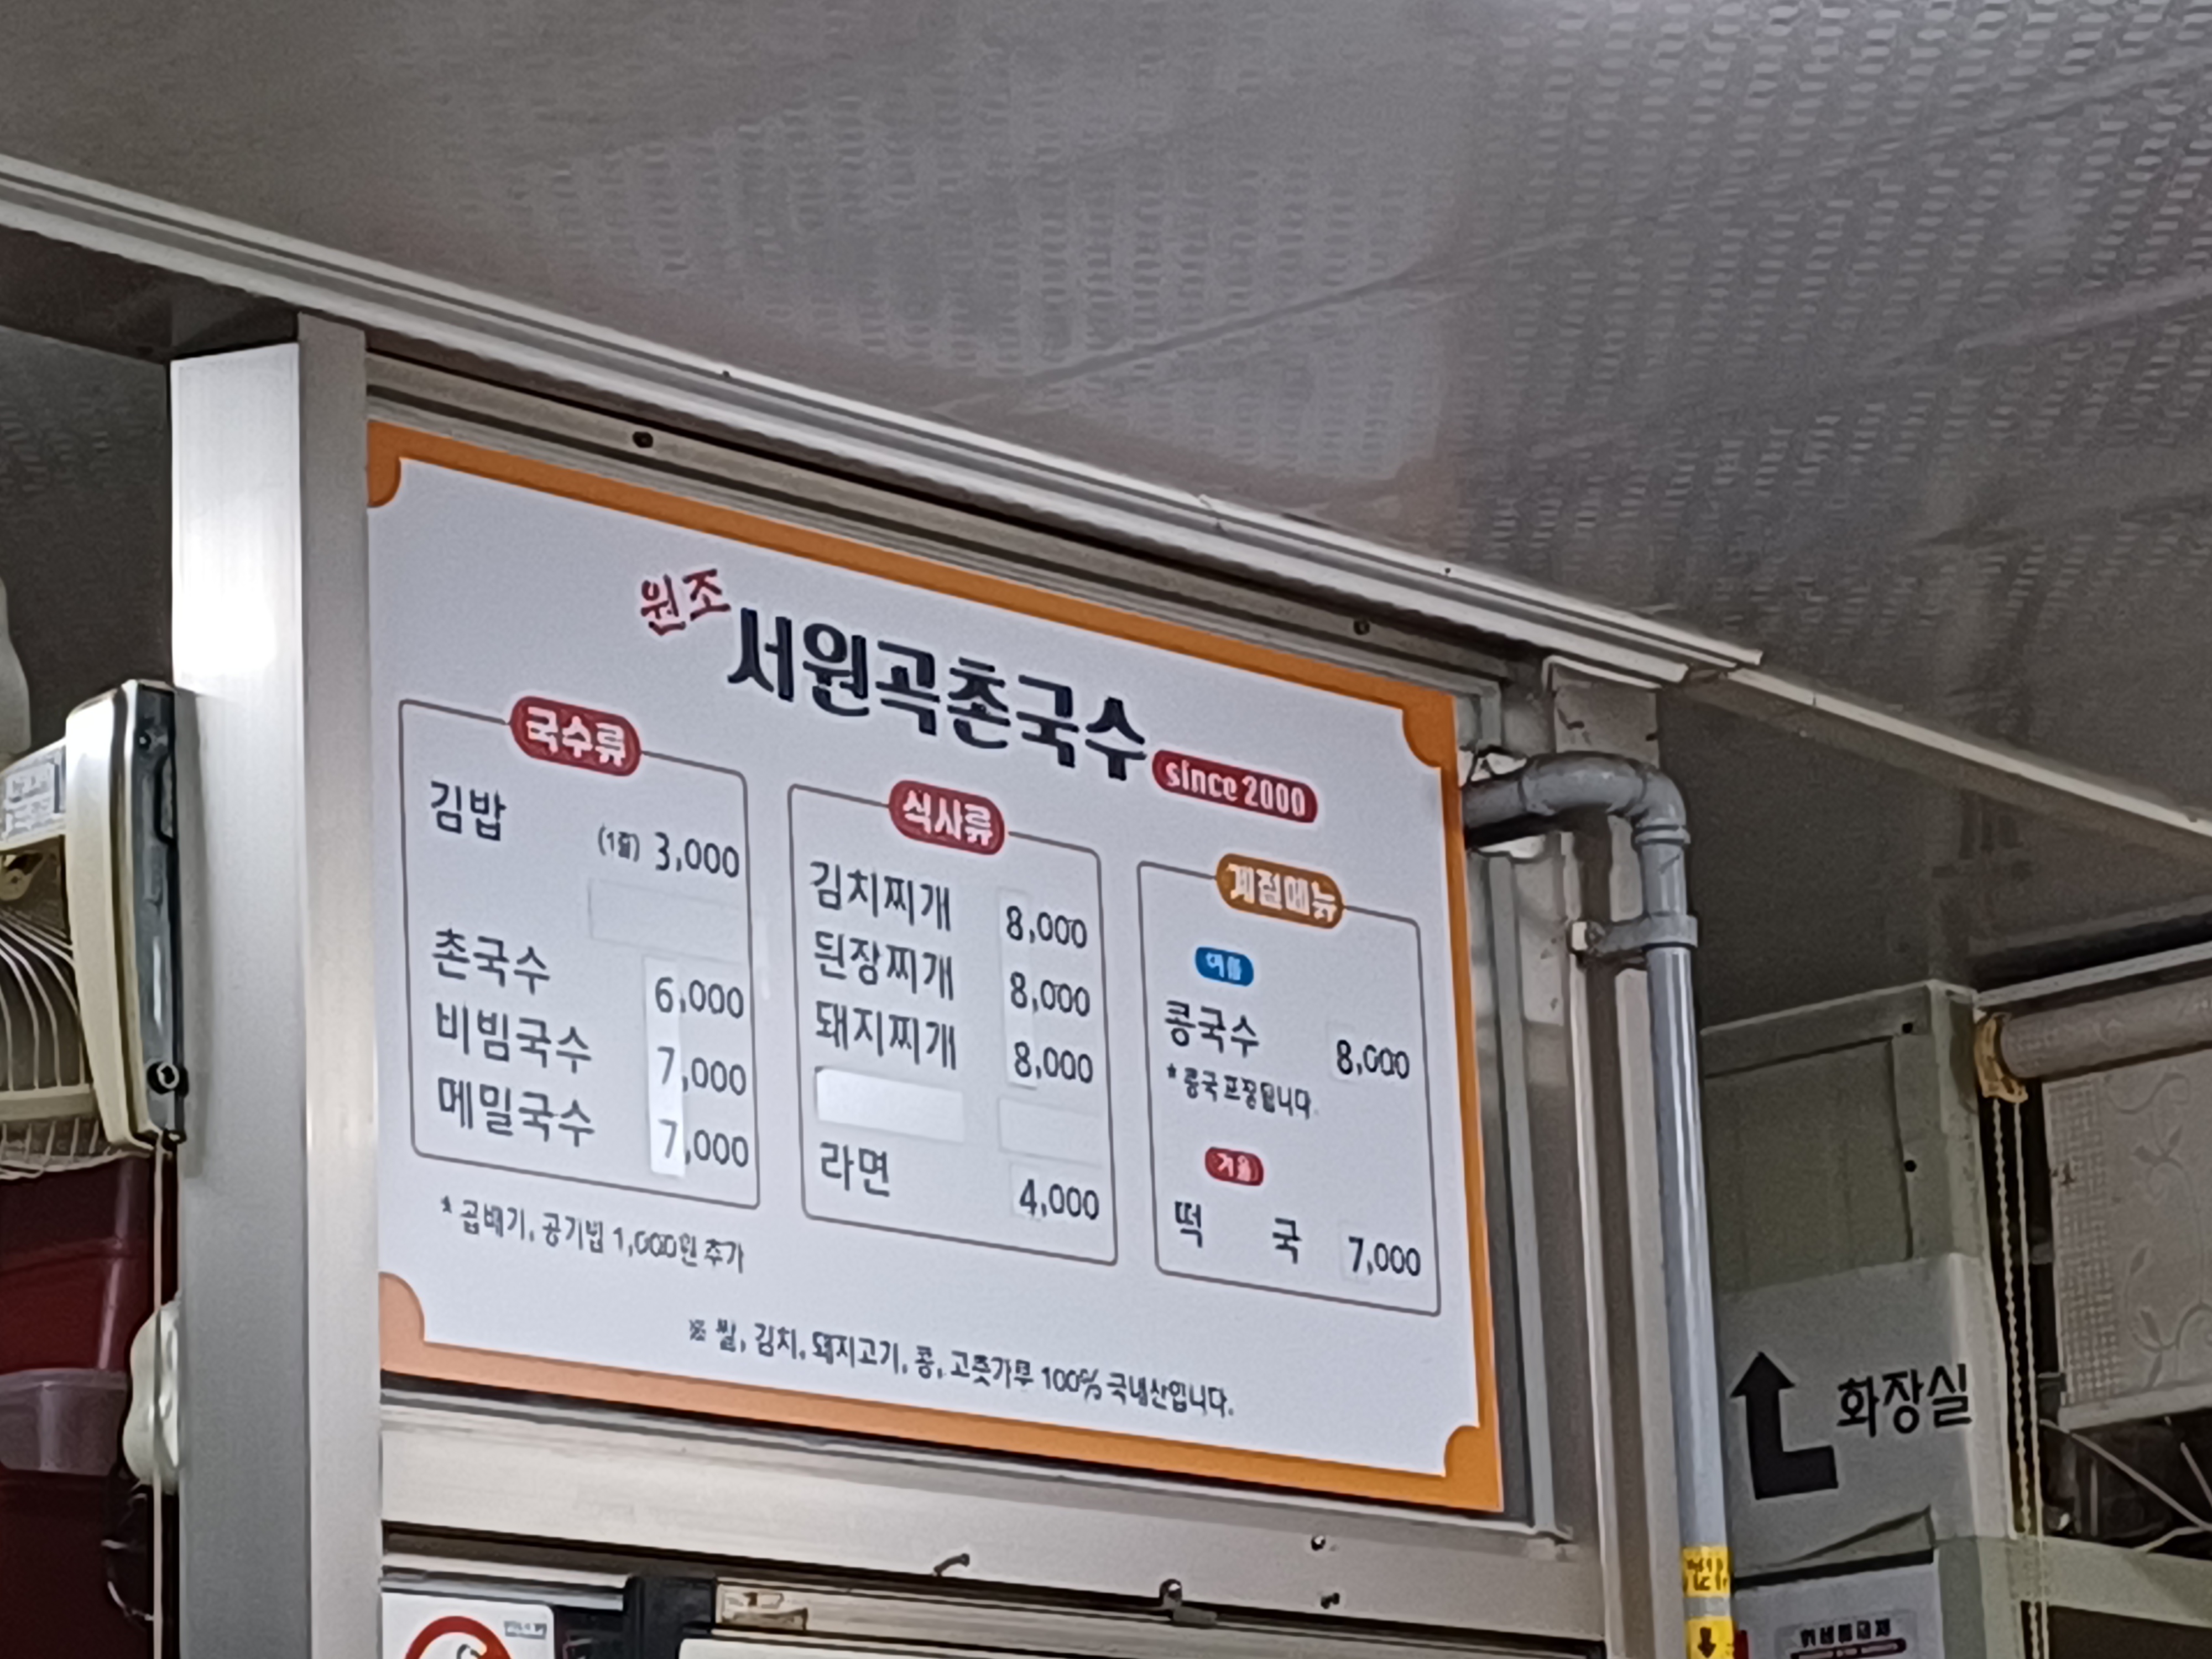 원조
서원곡촌국수
since 2000
국수류
김밥 (1줄) 3,000
촌국수 6,000
비빔국수 7,000
메밀국수 7,000
* 곱배기, 공기밥 1,000원 추가
식사류
김치찌개 8,000
된장찌개 8,000
돼지찌개 8,000
라면 4,000
계절메뉴
여름
콩국수 8,000
* 콩국 포장됩니다.
겨울
떡 국 7,000
※ 쌀, 김치, 돼지고기, 콩, 고춧가루 100% 국내산입니다.
화장실